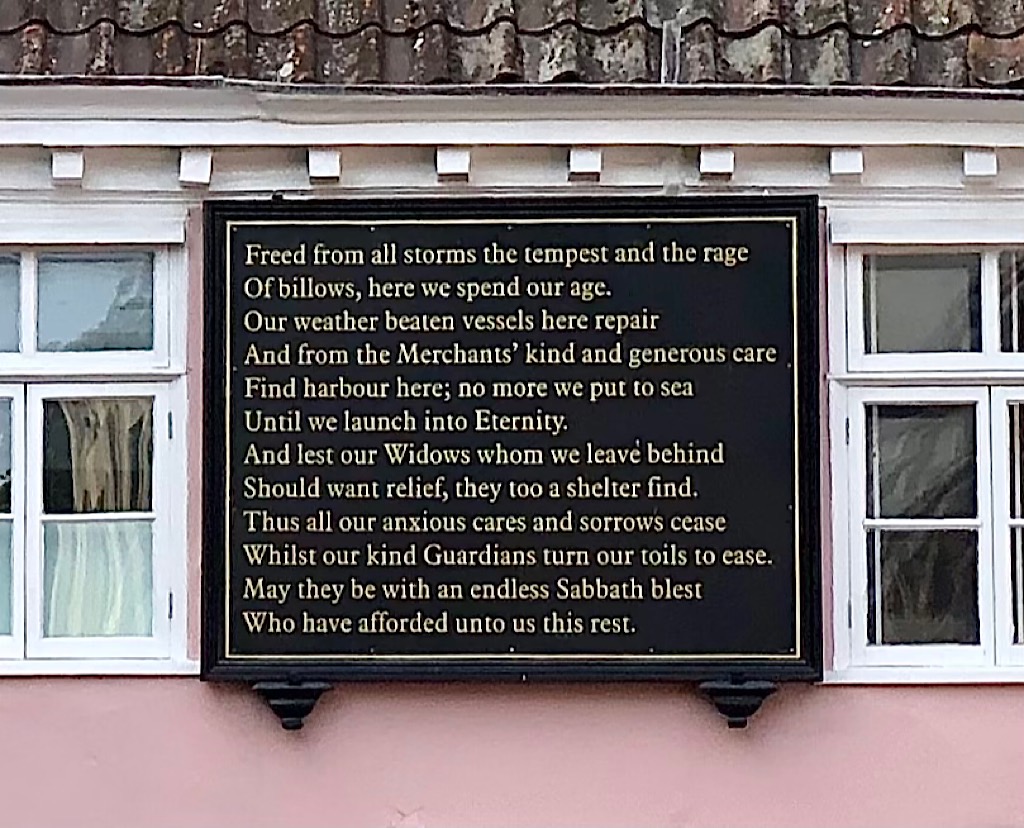 Freed from all storms the tempest and the rage
Of billows, here we spend our age.
Our weather beaten vessels here repair
And from the Merchants' kind and generous care
Find harbour here; no more we put to sea
Until we launch into Eternity.
And lest our Widows whom we leave behind
Should want relief, they too a shelter find.
Thus all our anxious cares and sorrows cease
Whilst our kind Guardians turn our toils to ease.
May they be with an endless Sabbath blest
Who have afforded unto us this rest.